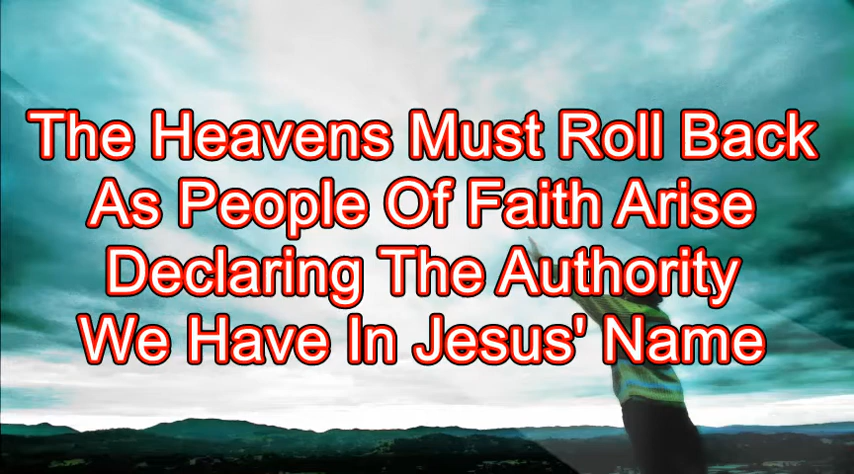 The Heavens Must Roll Back
As People Of Faith Arise
Declaring The Authority
We Have In Jesus' Name